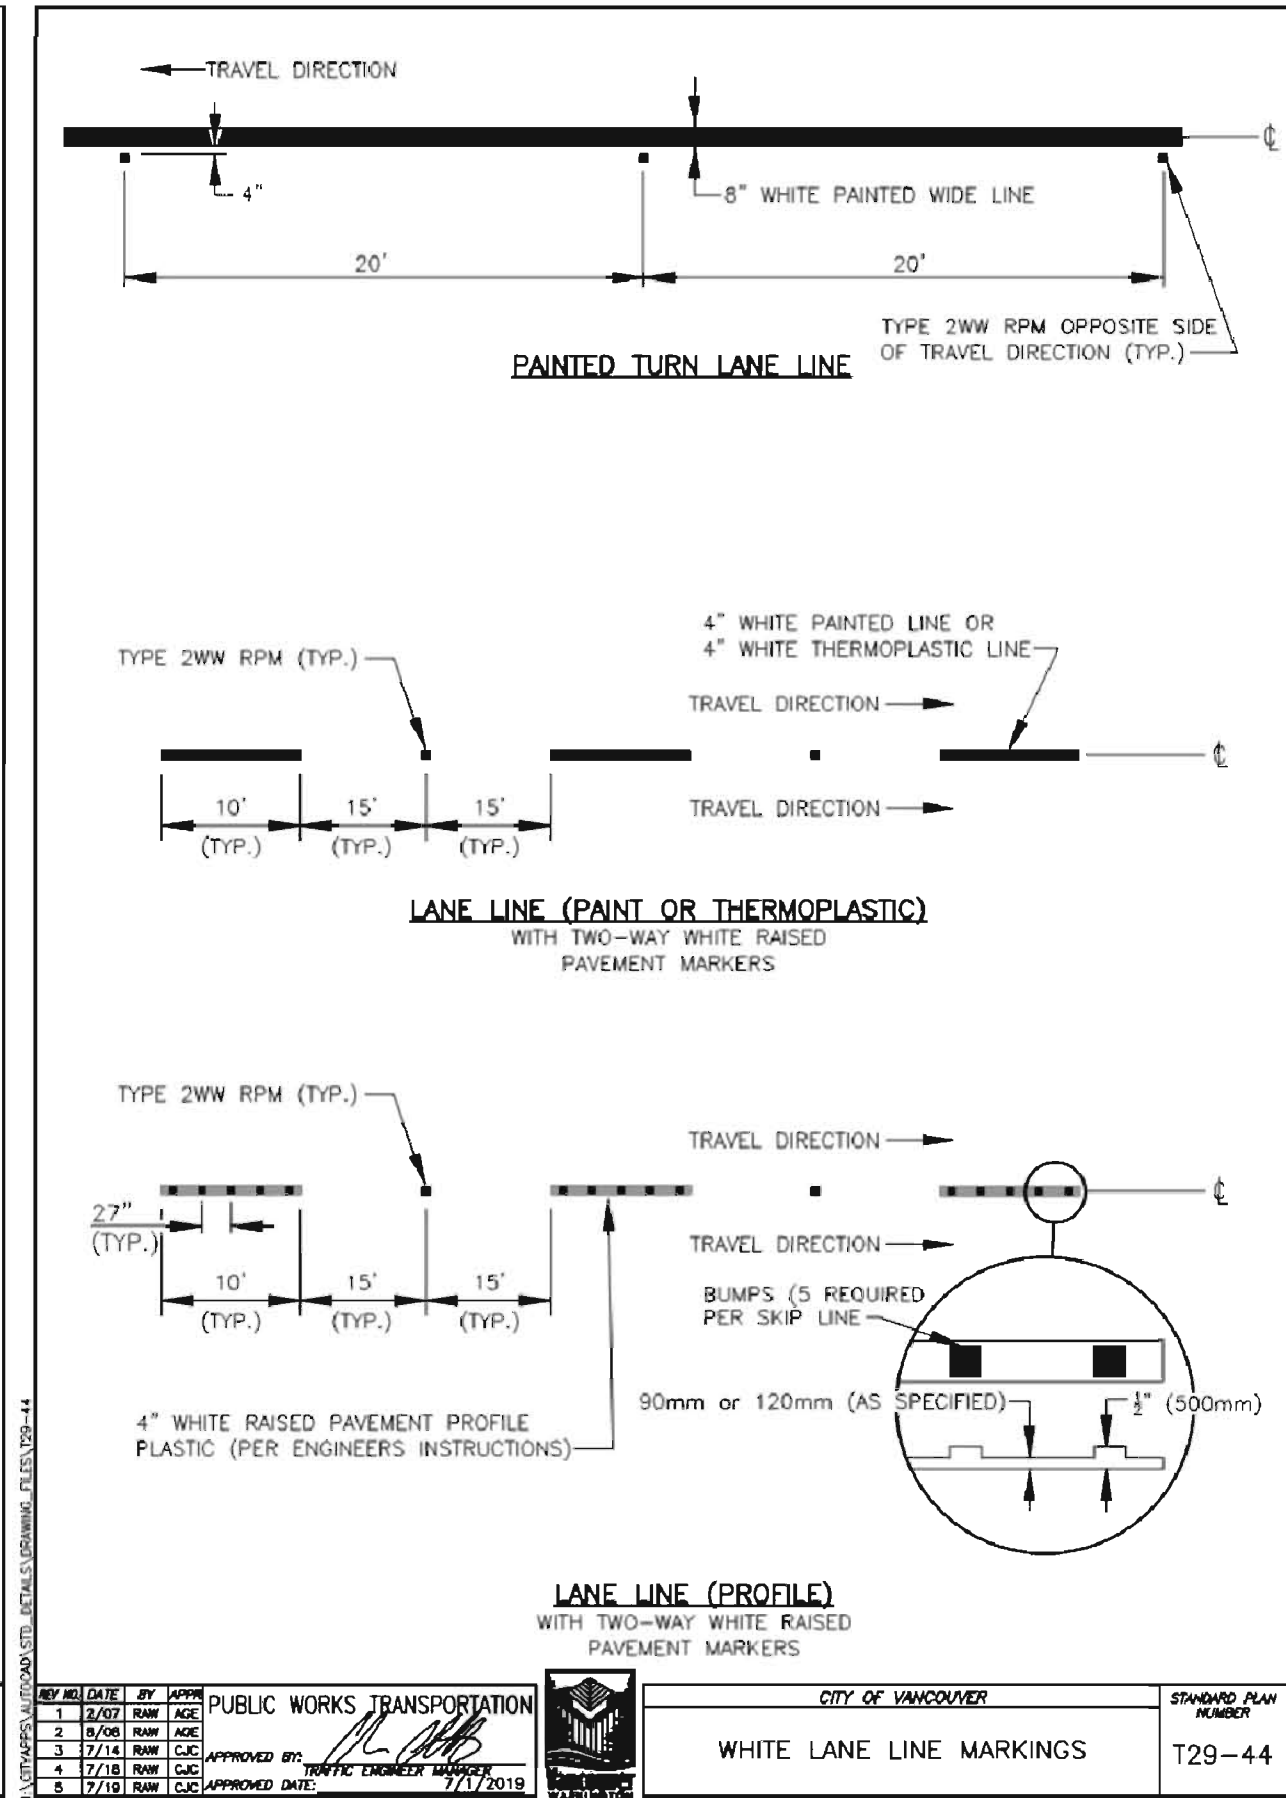 TRAVEL DIRECTION
4"
8" WHITE PAINTED WIDE LINE
℄
20'
20'
TYPE 2WW RPM OPPOSITE SIDE
OF TRAVEL DIRECTION (TYP.)
PAINTED TURN LANE LINE
4" WHITE PAINTED LINE OR
4" WHITE THERMOPLASTIC LINE
TYPE 2WW RPM (TYP.)
TRAVEL DIRECTION
℄
10'
(TYP.)
15'
(TYP.)
15'
(TYP.)
TRAVEL DIRECTION
LANE LINE (PAINT OR THERMOPLASTIC)
WITH TWO-WAY WHITE RAISED
PAVEMENT MARKERS
TYPE 2WW RPM (TYP.)
TRAVEL DIRECTION
℄
27"
(TYP.)
TRAVEL DIRECTION
10'
(TYP.)
15'
(TYP.)
15'
(TYP.)
BUMPS (5 REQUIRED
PER SKIP LINE
90mm or 120mm (AS SPECIFIED)
½" (500mm)
4" WHITE RAISED PAVEMENT PROFILE
PLASTIC (PER ENGINEERS INSTRUCTIONS)
LANE LINE (PROFILE)
WITH TWO-WAY WHITE RAISED
PAVEMENT MARKERS
:\CITYAPPS\AUTOCAD\STD_DETAILS\DRAWING_FILES\T29-44
REV NO. DATE BY APPR
1 2/07 RAW AGE
2 8/08 RAW AGE
3 7/14 RAW CJC
4 7/18 RAW CJC
5 7/19 RAW CJC
PUBLIC WORKS TRANSPORTATION
APPROVED BY:
TRAFFIC ENGINEER MANAGER
APPROVED DATE: 7/1/2019
WASHINGTON
CITY OF VANCOUVER
WHITE LANE LINE MARKINGS
STANDARD PLAN
NUMBER
T29-44